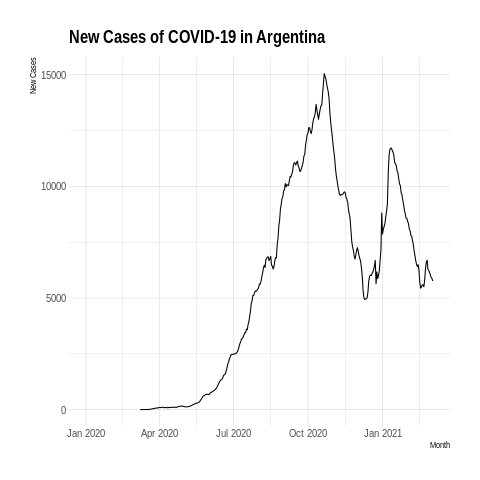 New Cases of COVID-19 in Argentina
New Cases
15000
10000
5000
0
Jan 2020 Apr 2020 Jul 2020 Oct 2020 Jan 2021
Month